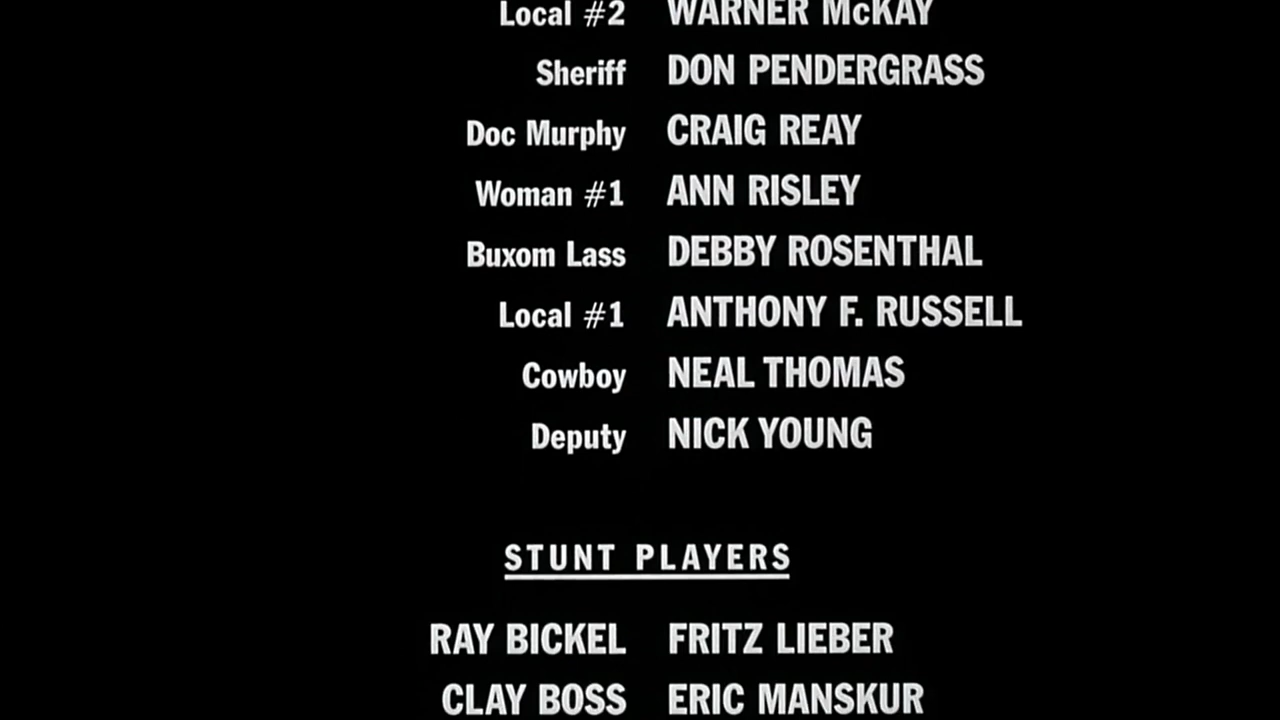 Local #2 WARNER McKAY
Sheriff DON PENDERGRASS
Doc Murphy CRAIG REAY
Woman #1 ANN RISLEY
Buxom Lass DEBBY ROSENTHAL
Local #1 ANTHONY F. RUSSELL
Cowboy NEAL THOMAS
Deputy NICK YOUNG
STUNT PLAYERS
RAY BICKEL FRITZ LIEBER
CLAY BOSS ERIC MANSKUR